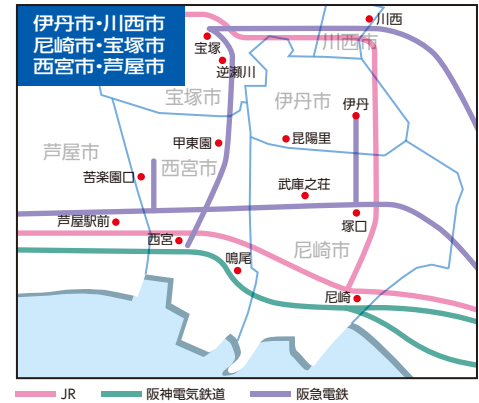 伊丹市・川西市
尼崎市・宝塚市
西宮市・芦屋市
川西
川西市
宝塚
逆瀬川
宝塚市
伊丹市
伊丹
甲東園
昆陽里
芦屋市
西宮市
苦楽園口
武庫之荘
芦屋駅前
塚口
西宮
尼崎市
鳴尾
尼崎
JR
阪神電気鉄道
阪急電鉄